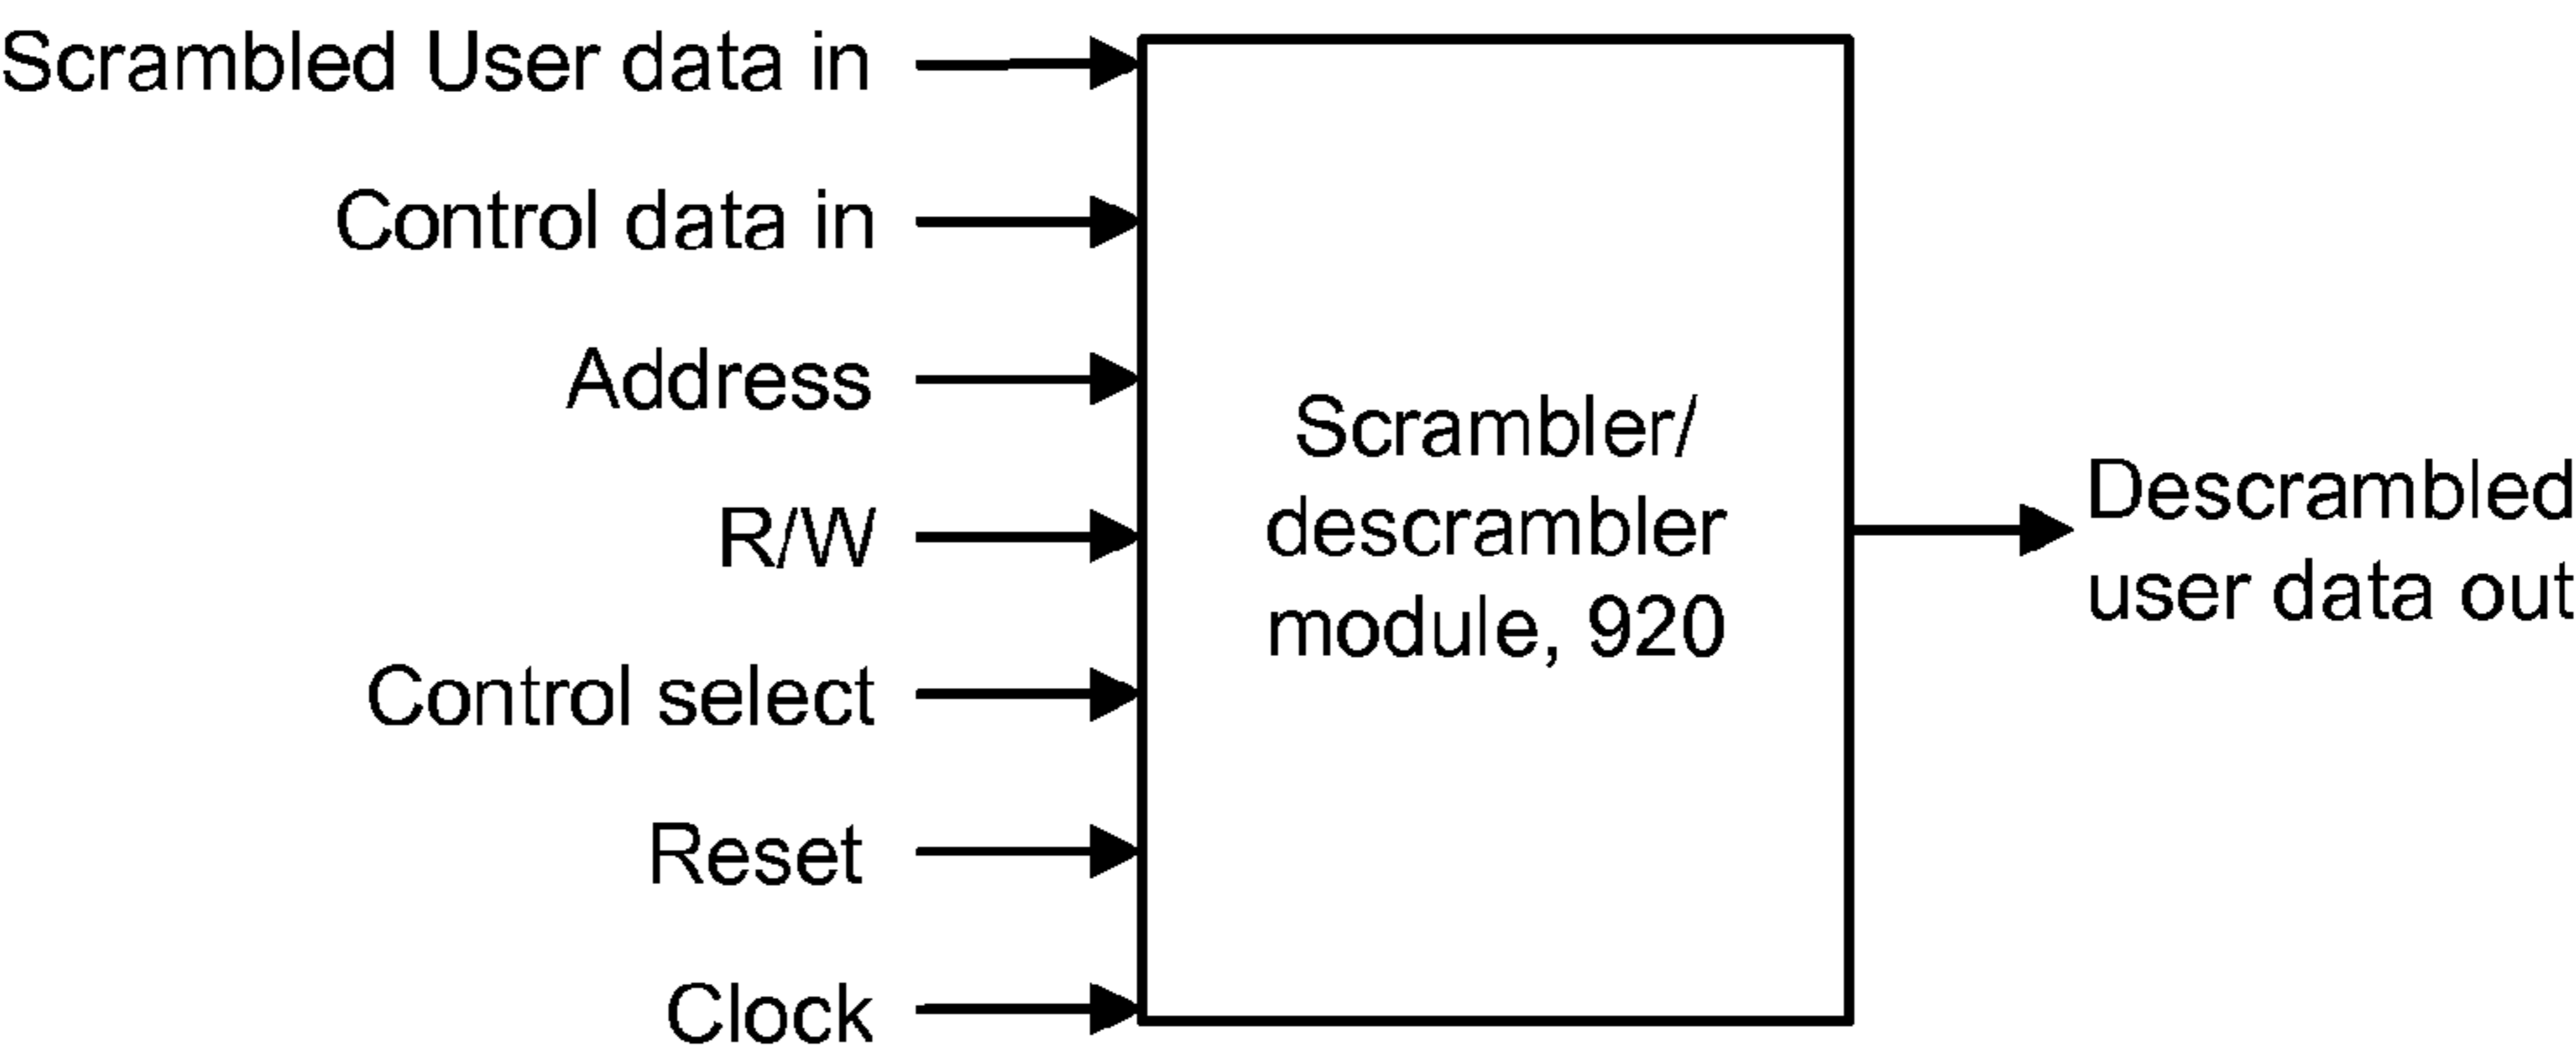 Scrambled User data in
Control data in
Address
R/W
Control select
Reset
Clock
Scrambler/
descrambler
module, 920
Descrambled
user data out